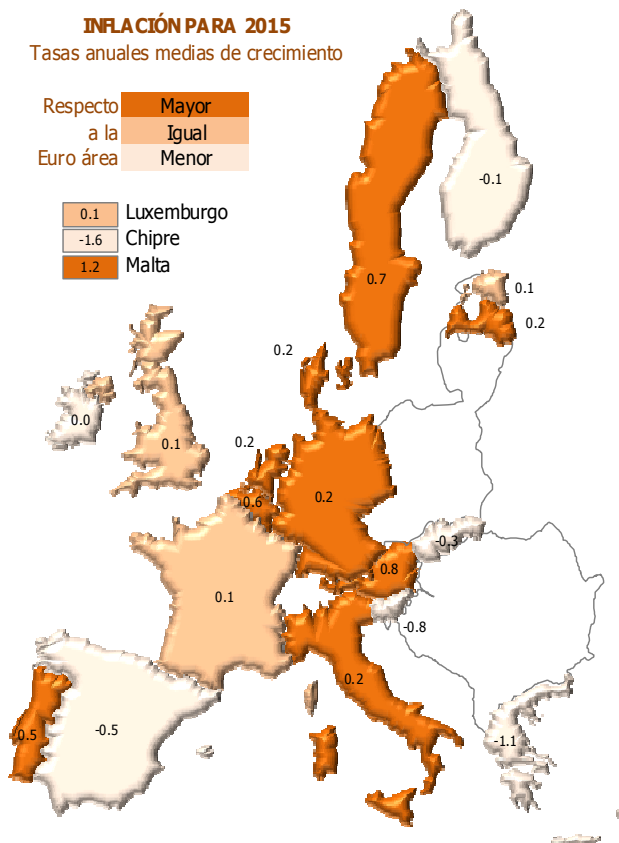 INFLACIÓN PARA 2015
Tasas anuales medias de crecimiento
Respecto
a la
Euro área
Mayor
Igual
Menor
0.1 Luxemburgo
-1.6 Chipre
1.2 Malta
-0.1
0.7
0.1
0.2
0.2
0.0
0.1
0.2
0.6
0.2
-0.3
0.8
0.1
-0.8
0.2
0.5
-0.5
-1.1